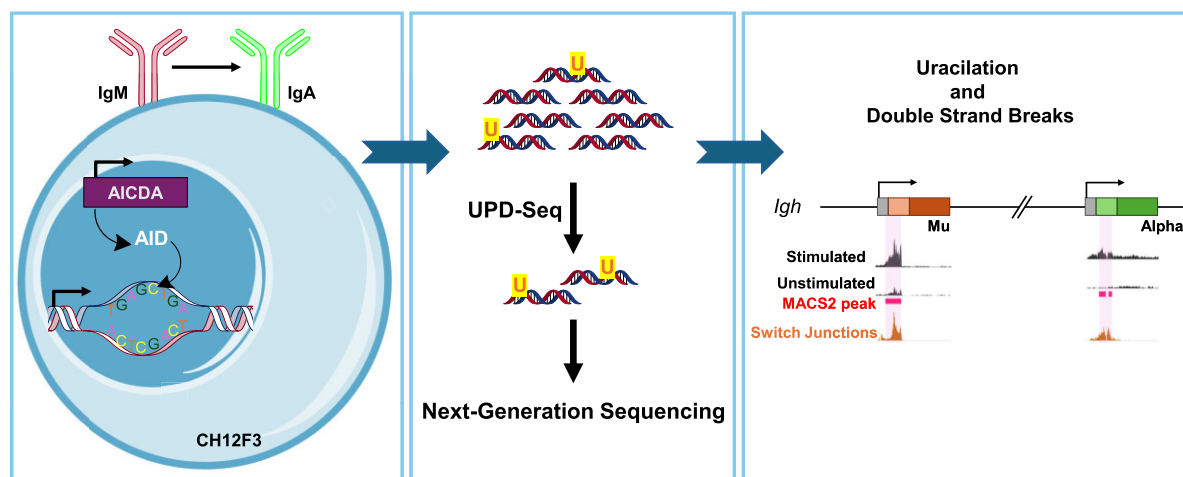 IgM
IgA
AICDA
AID
T
G
A
G
C
T
G
A
A
C
T
C
C
G
A
C
T
CH12F3
U
U
UPD-Seq
U
U
Next-Generation Sequencing
Uracilation
and
Double Strand Breaks
Igh
Mu
Alpha
Stimulated
Unstimulated
MACS2 peak
Switch Junctions